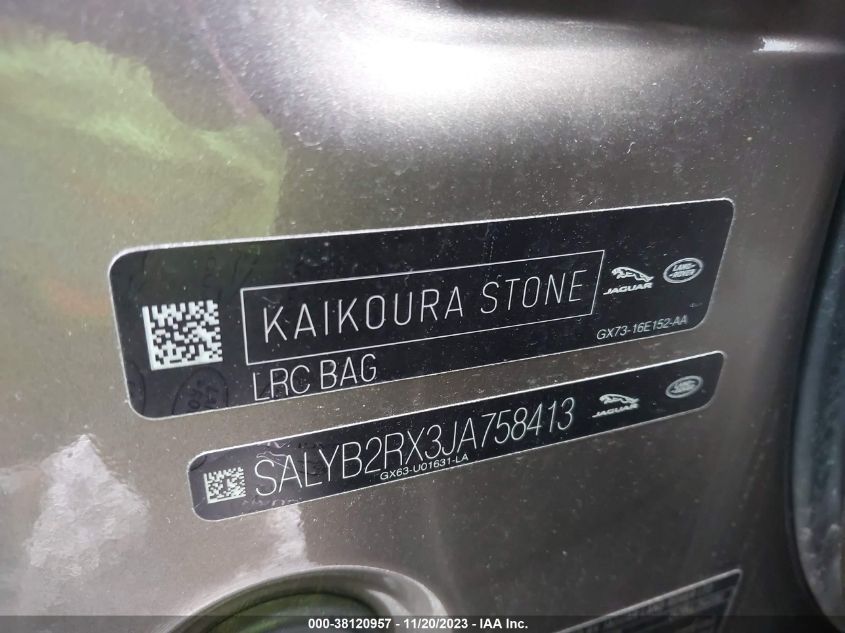 KAIKOURA STONE
JAGUAR
LAND-ROVER
GX73-16E152-AA
LRC BAG
SALYB2RX3JA758413
JAGUAR
GX63-U01631-LA
000-38120957 - 11/20/2023 - IAA Inc.